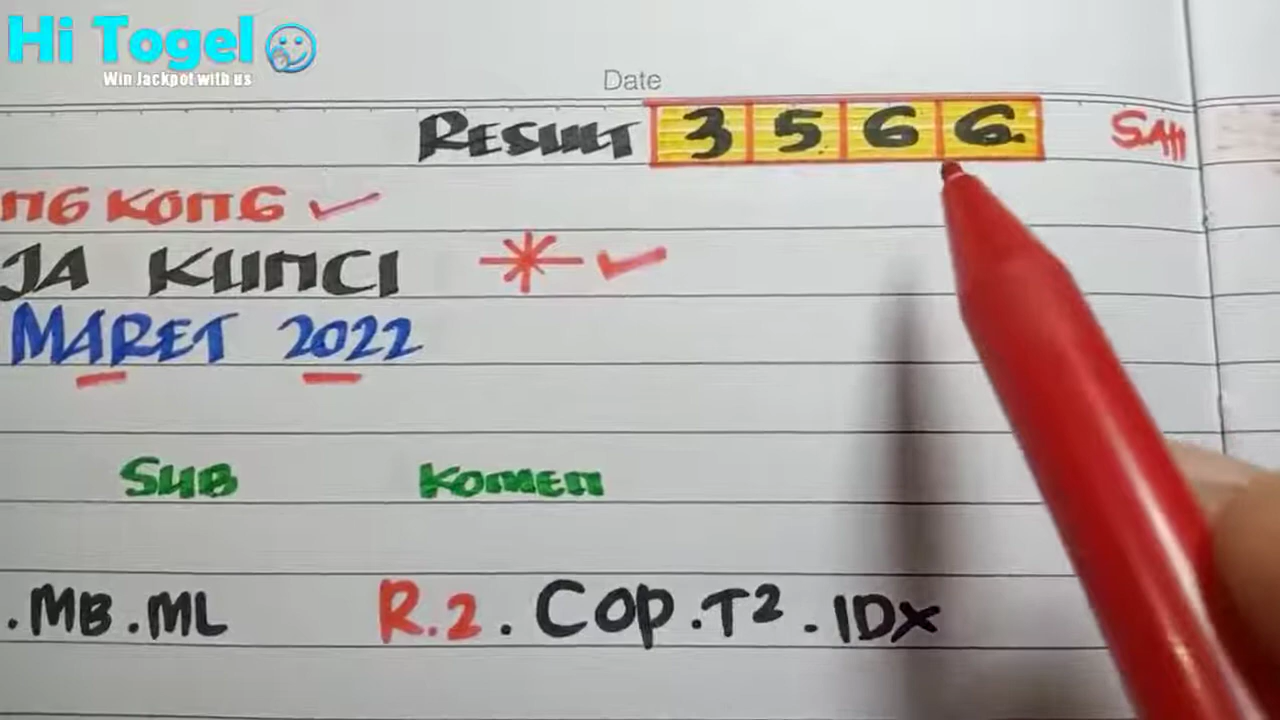 Hi Togel
Win Jackpot with us
Date
RESULT 3 5 6 6
NG KONG
JA KUNCI
MARET 2022
SUB KOMEN
. MB . ML R.2 . COP . T2 . IDX